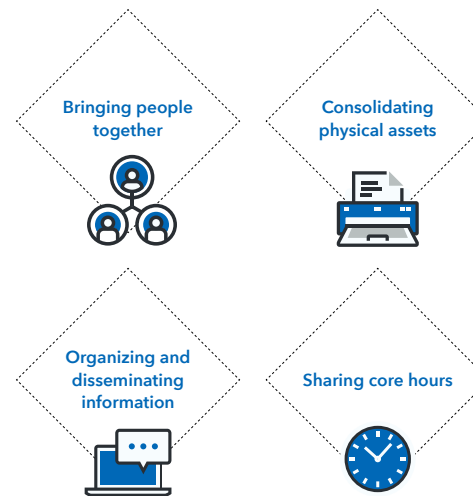 Bringing people
together
Consolidating
physical assets
Organizing and
disseminating
information
Sharing core hours